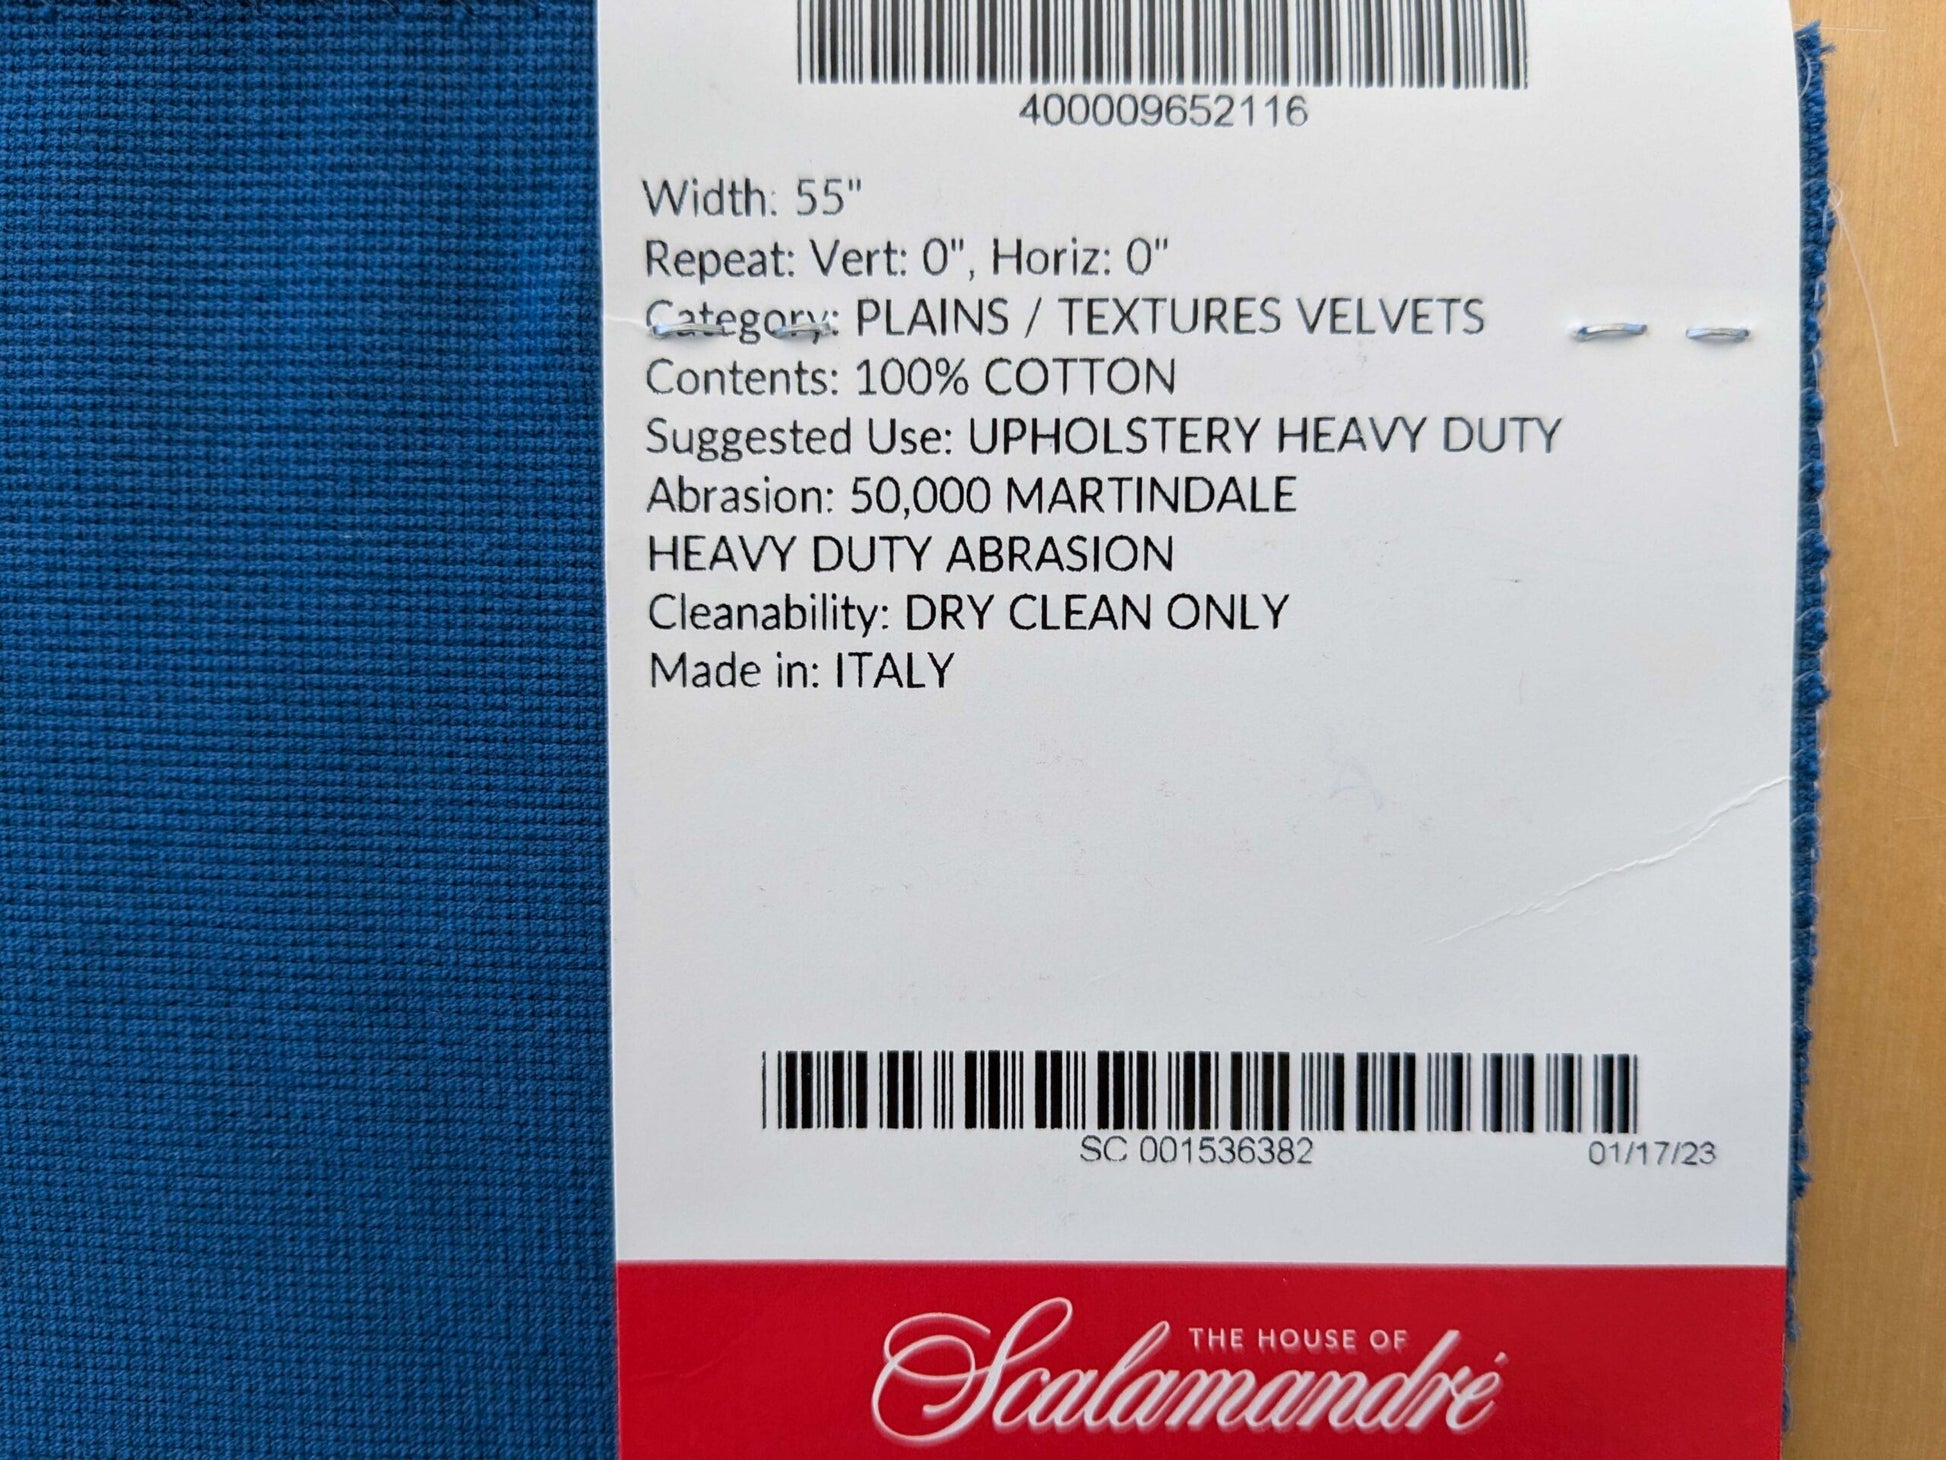 400009652116
Width: 55"
Repeat: Vert: 0", Horiz: 0"
Category: PLAINS / TEXTURES VELVETS
Contents: 100% COTTON
Suggested Use: UPHOLSTERY HEAVY DUTY
Abrasion: 50,000 MARTINDALE
HEAVY DUTY ABRASION
Cleanability: DRY CLEAN ONLY
Made in: ITALY
SC 001536382
01/17/23
THE HOUSE OF
Scalamandré